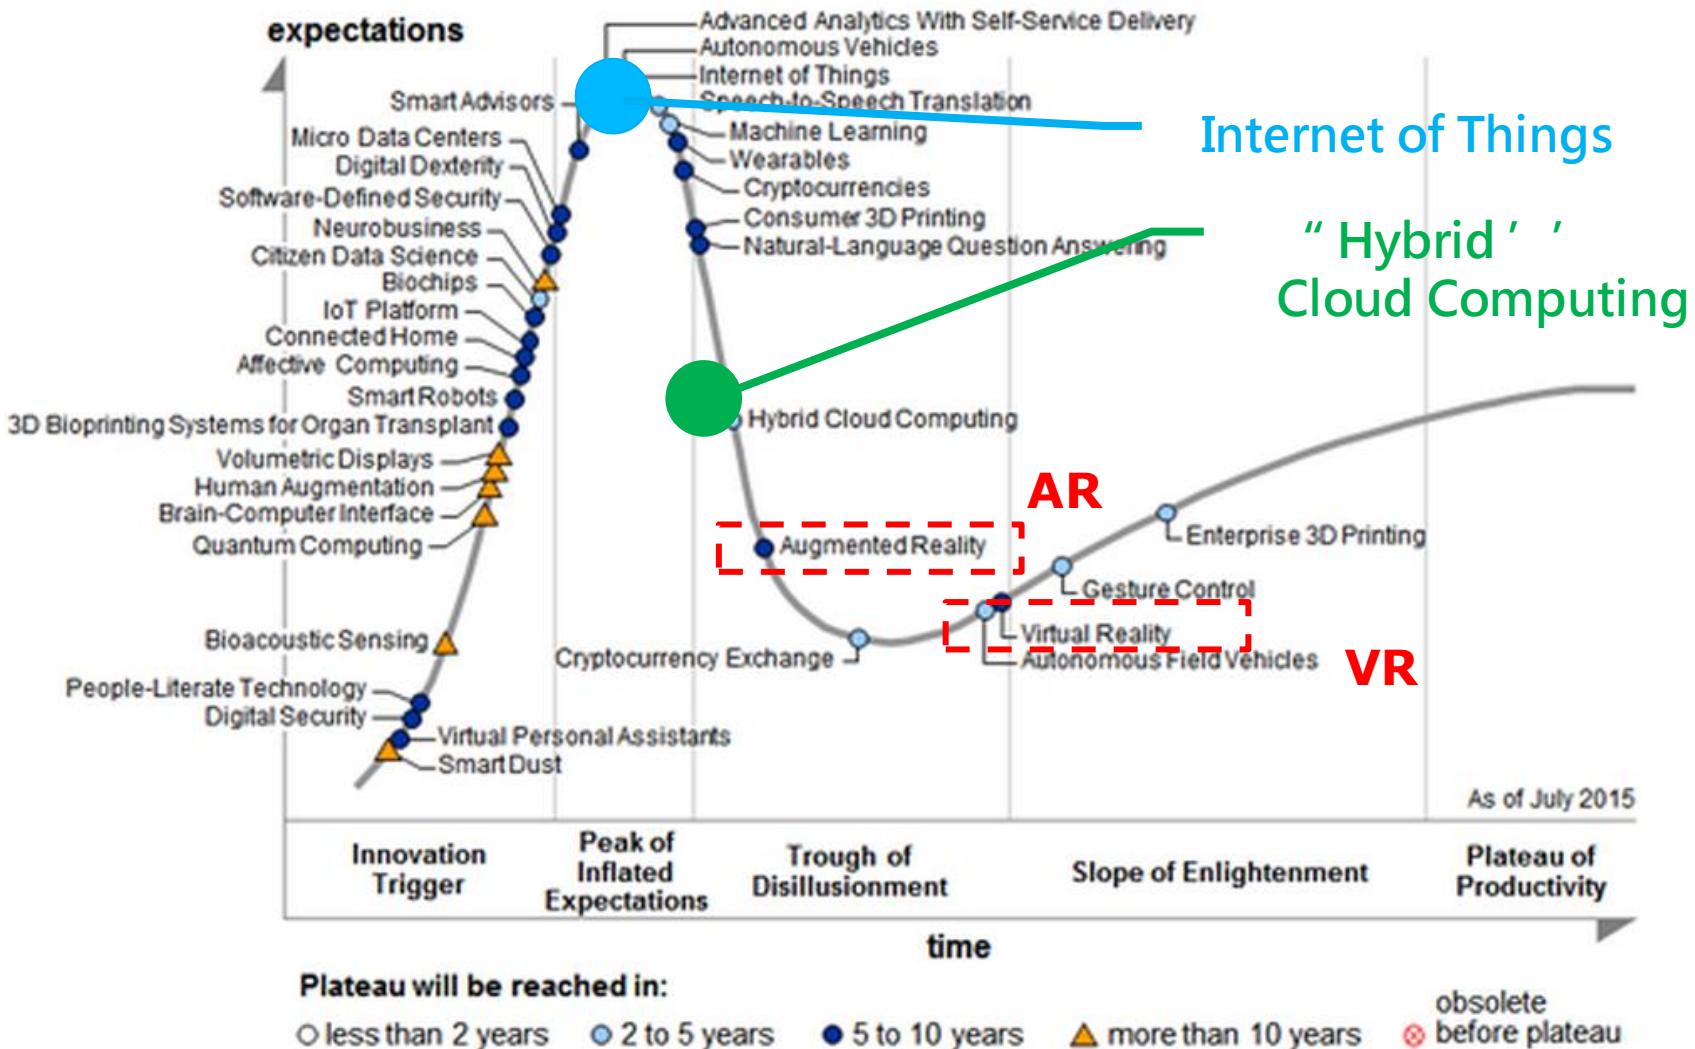 expectations
Advanced Analytics With Self-Service Delivery
Autonomous Vehicles
Internet of Things
Speech-to-Speech Translation
Machine Learning
Wearables
Cryptocurrencies
Consumer 3D Printing
Natural-Language Question Answering
Smart Advisors
Micro Data Centers
Digital Dexterity
Software-Defined Security
Neurobusiness
Citizen Data Science
Biochips
IoT Platform
Connected Home
Affective Computing
Smart Robots
3D Bioprinting Systems for Organ Transplant
Volumetric Displays
Human Augmentation
Brain-Computer Interface
Quantum Computing
Bioacoustic Sensing
People-Literate Technology
Digital Security
Virtual Personal Assistants
Smart Dust
Internet of Things
“ Hybrid ’ ’
Cloud Computing
Hybrid Cloud Computing
AR
Augmented Reality
Enterprise 3D Printing
Gesture Control
Virtual Reality
Autonomous Field Vehicles
VR
Cryptocurrency Exchange
As of July 2015
Innovation
Trigger
Peak of
Inflated
Expectations
Trough of
Disillusionment
Slope of Enlightenment
Plateau of
Productivity
time
Plateau will be reached in:
less than 2 years
2 to 5 years
5 to 10 years
more than 10 years
obsolete
before plateau